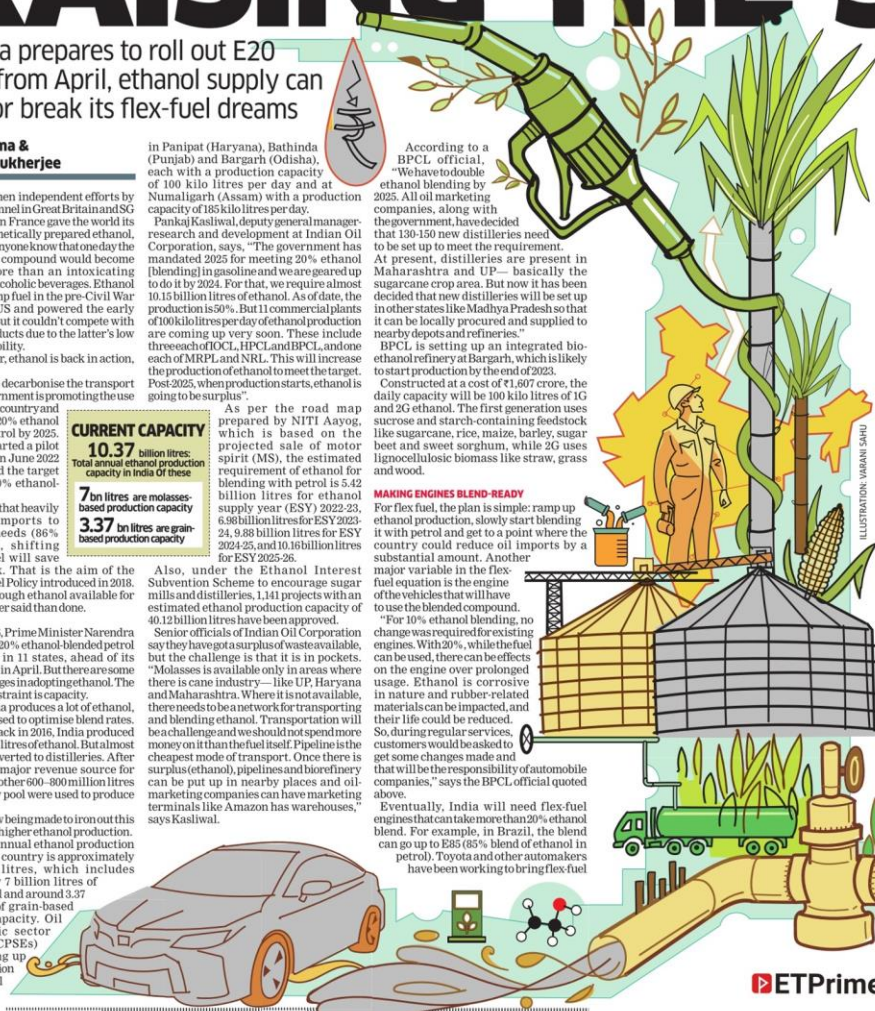 RAISING THE S
a prepares to roll out E20
from April, ethanol supply can
or break its flex-fuel dreams
ma &
ukherjee
hen independent efforts by
nnel in Great Britain and SG
n France gave the world its
hetically prepared ethanol,
nyone know that one day the
compound would become
ore than an intoxicating
coholic beverages. Ethanol
mp fuel in the pre-Civil War
US and powered the early
ut it couldn't compete with
ducts due to the latter's low
bility.
r, ethanol is back in action,
decarbonise the transport
rnment is promoting the use
country and
20% ethanol
rol by 2025.
arted a pilot
n June 2022
d the target
0% ethanol-
that heavily
mports to
needs (86%
, shifting
el will save
. That is the aim of the
el Policy introduced in 2018.
ough ethanol available for
er said than done.
, Prime Minister Narendra
20% ethanol-blended petrol
in 11 states, ahead of its
in April. But there are some
ges in adopting ethanol. The
straint is capacity.
a produces a lot of ethanol,
sed to optimise blend rates.
ack in 2016, India produced
litres of ethanol. But almost
verted to distilleries. After
major revenue source for
other 600–800 million litres
pool were used to produce
w being made to iron out this
higher ethanol production.
nnual ethanol production
country is approximately
litres, which includes
7 billion litres of
l and around 3.37
of grain-based
apacity. Oil
ic sector
CPSEs)
ng up
ion
l
CURRENT CAPACITY
10.37 billion litres:
Total annual ethanol production
capacity in India Of these
7 bn litres are molasses-
based production capacity
3.37 bn litres are grain-
based production capacity
in Panipat (Haryana), Bathinda
(Punjab) and Bargarh (Odisha),
each with a production capacity
of 100 kilo litres per day and at
Numaligarh (Assam) with a production
capacity of 185 kilo litres per day.
Pankaj Kasliwal, deputy general manager-
research and development at Indian Oil
Corporation, says, "The government has
mandated 2025 for meeting 20% ethanol
[blending] in gasoline and we are geared up
to do it by 2024. For that, we require almost
10.15 billion litres of ethanol. As of date, the
production is 50%. But 11 commercial plants
of 100 kilo litres per day of ethanol production
are coming up very soon. These include
three each of IOCL, HPCL and BPCL, and one
each of MRPL and NRL. This will increase
the production of ethanol to meet the target.
Post-2025, when production starts, ethanol is
going to be surplus".
As per the road map
prepared by NITI Aayog,
which is based on the
projected sale of motor
spirit (MS), the estimated
requirement of ethanol for
blending with petrol is 5.42
billion litres for ethanol
supply year (ESY) 2022-23,
6.98 billion litres for ESY 2023-
24, 9.88 billion litres for ESY
2024-25, and 10.16 billion litres
for ESY 2025-26.
Also, under the Ethanol Interest
Subvention Scheme to encourage sugar
mills and distilleries, 1,141 projects with an
estimated ethanol production capacity of
40.12 billion litres have been approved.
Senior officials of Indian Oil Corporation
say they have got a surplus of waste available,
but the challenge is that it is in pockets.
"Molasses is available only in areas where
there is cane industry— like UP, Haryana
and Maharashtra. Where it is not available,
there needs to be a network for transporting
and blending ethanol. Transportation will
be a challenge and we should not spend more
money on it than the fuel itself. Pipeline is the
cheapest mode of transport. Once there is
surplus (ethanol), pipelines and biorefinery
can be put up in nearby places and oil-
marketing companies can have marketing
terminals like Amazon has warehouses,"
says Kasliwal.
According to a
BPCL official,
"We have to double
ethanol blending by
2025. All oil marketing
companies, along with
the government, have decided
that 130-150 new distilleries need
to be set up to meet the requirement.
At present, distilleries are present in
Maharashtra and UP— basically the
sugarcane crop area. But now it has been
decided that new distilleries will be set up
in other states like Madhya Pradesh so that
it can be locally procured and supplied to
nearby depots and refineries."
BPCL is setting up an integrated bio-
ethanol refinery at Bargarh, which is likely
to start production by the end of 2023.
Constructed at a cost of ₹1,607 crore, the
daily capacity will be 100 kilo litres of 1G
and 2G ethanol. The first generation uses
sucrose and starch-containing feedstock
like sugarcane, rice, maize, barley, sugar
beet and sweet sorghum, while 2G uses
lignocellulosic biomass like straw, grass
and wood.
MAKING ENGINES BLEND-READY
For flex fuel, the plan is simple: ramp up
ethanol production, slowly start blending
it with petrol and get to a point where the
country could reduce oil imports by a
substantial amount. Another
major variable in the flex-
fuel equation is the engine
of the vehicles that will have
to use the blended compound.
"For 10% ethanol blending, no
change was required for existing
engines. With 20%, while the fuel
can be used, there can be effects
on the engine over prolonged
usage. Ethanol is corrosive
in nature and rubber-related
materials can be impacted, and
their life could be reduced.
So, during regular services,
customers would be asked to
get some changes made and
that will be the responsibility of automobile
companies," says the BPCL official quoted
above.
Eventually, India will need flex-fuel
engines that can take more than 20% ethanol
blend. For example, in Brazil, the blend
can go up to E85 (85% blend of ethanol in
petrol). Toyota and other automakers
have been working to bring flex-fuel
ILLUSTRATION: VARANI SAHU
ETPrime